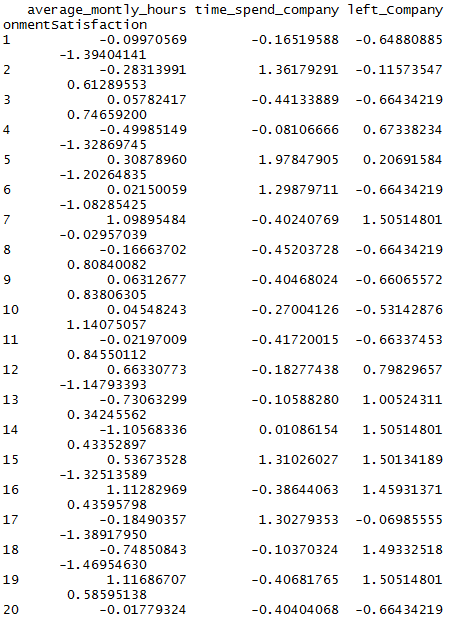 average_montly_hours time_spend_company left_Company
onmentSatisfaction
1 -0.09970569 -0.16519588 -0.64880885
-1.39404141
2 -0.28313991 1.36179291 -0.11573547
0.61289553
3 0.05782417 -0.44133889 -0.66434219
0.74659200
4 -0.49985149 -0.08106666 0.67338234
-1.32869745
5 0.30878960 1.97847905 0.20691584
-1.20264835
6 0.02150059 1.29879711 -0.66434219
-1.08285425
7 1.09895484 -0.40240769 1.50514801
-0.02957039
8 -0.16663702 -0.45203728 -0.66434219
0.80840082
9 0.06312677 -0.40468024 -0.66065572
0.83806305
10 0.04548243 -0.27004126 -0.53142876
1.14075057
11 -0.02197009 -0.41720015 -0.66337453
0.84550112
12 0.66330773 -0.18277438 0.79829657
-1.14793393
13 -0.73063299 -0.10588280 1.00524311
0.34245562
14 -1.10568336 0.01086154 1.50514801
0.43352897
15 0.53673528 1.31026027 1.50134189
-1.32513589
16 1.11282969 -0.38644063 1.45931371
0.43595798
17 -0.18490357 1.30279353 -0.06985555
-1.38917950
18 -0.74850843 -0.10370324 1.49332518
-1.46954630
19 1.11686707 -0.40681765 1.50514801
0.58595138
20 -0.01779324 -0.40404068 -0.66434219